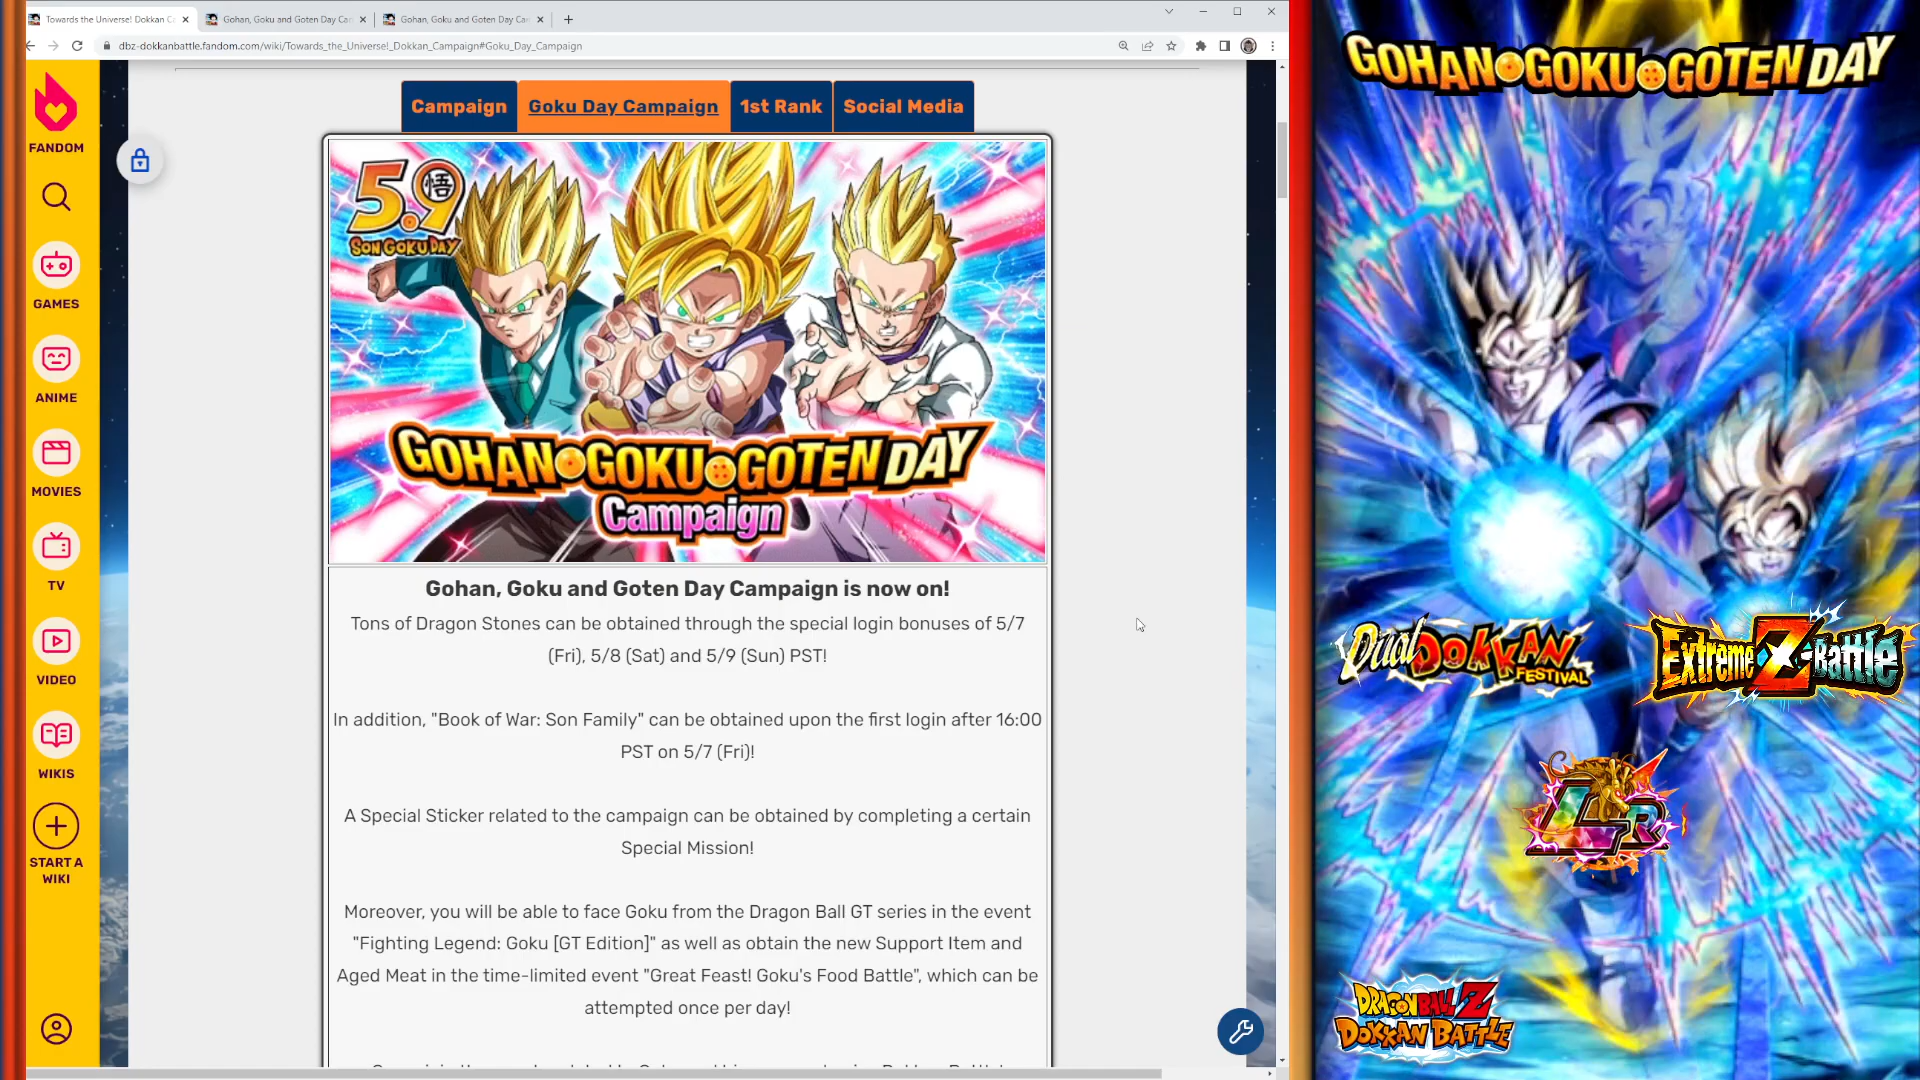 Towards the Universe! Dokkan C
Gohan, Goku and Goten Day Ca
Gohan, Goku and Goten Day Ca
dbz-dokkanbattle.fandom.com/wiki/Towards_the_Universe!_Dokkan_Campaign#Goku_Day_Campaign
FANDOM
GAMES
ANIME
MOVIES
TV
VIDEO
WIKIS
START A
WIKI
Campaign
Goku Day Campaign
1st Rank
Social Media
5.9
悟
SON GOKU DAY
GOHAN GOKU GOTEN DAY
Campaign
Gohan, Goku and Goten Day Campaign is now on!
Tons of Dragon Stones can be obtained through the special login bonuses of 5/7
(Fri), 5/8 (Sat) and 5/9 (Sun) PST!
In addition, "Book of War: Son Family" can be obtained upon the first login after 16:00
PST on 5/7 (Fri)!
A Special Sticker related to the campaign can be obtained by completing a certain
Special Mission!
Moreover, you will be able to face Goku from the Dragon Ball GT series in the event
"Fighting Legend: Goku [GT Edition]" as well as obtain the new Support Item and
Aged Meat in the time-limited event "Great Feast! Goku's Food Battle", which can be
attempted once per day!
GOHAN GOKU GOTEN DAY
Dual DOKKAN
FESTIVAL
Extreme Z-Battle
LR
DRAGON BALL Z
DOKKAN BATTLE